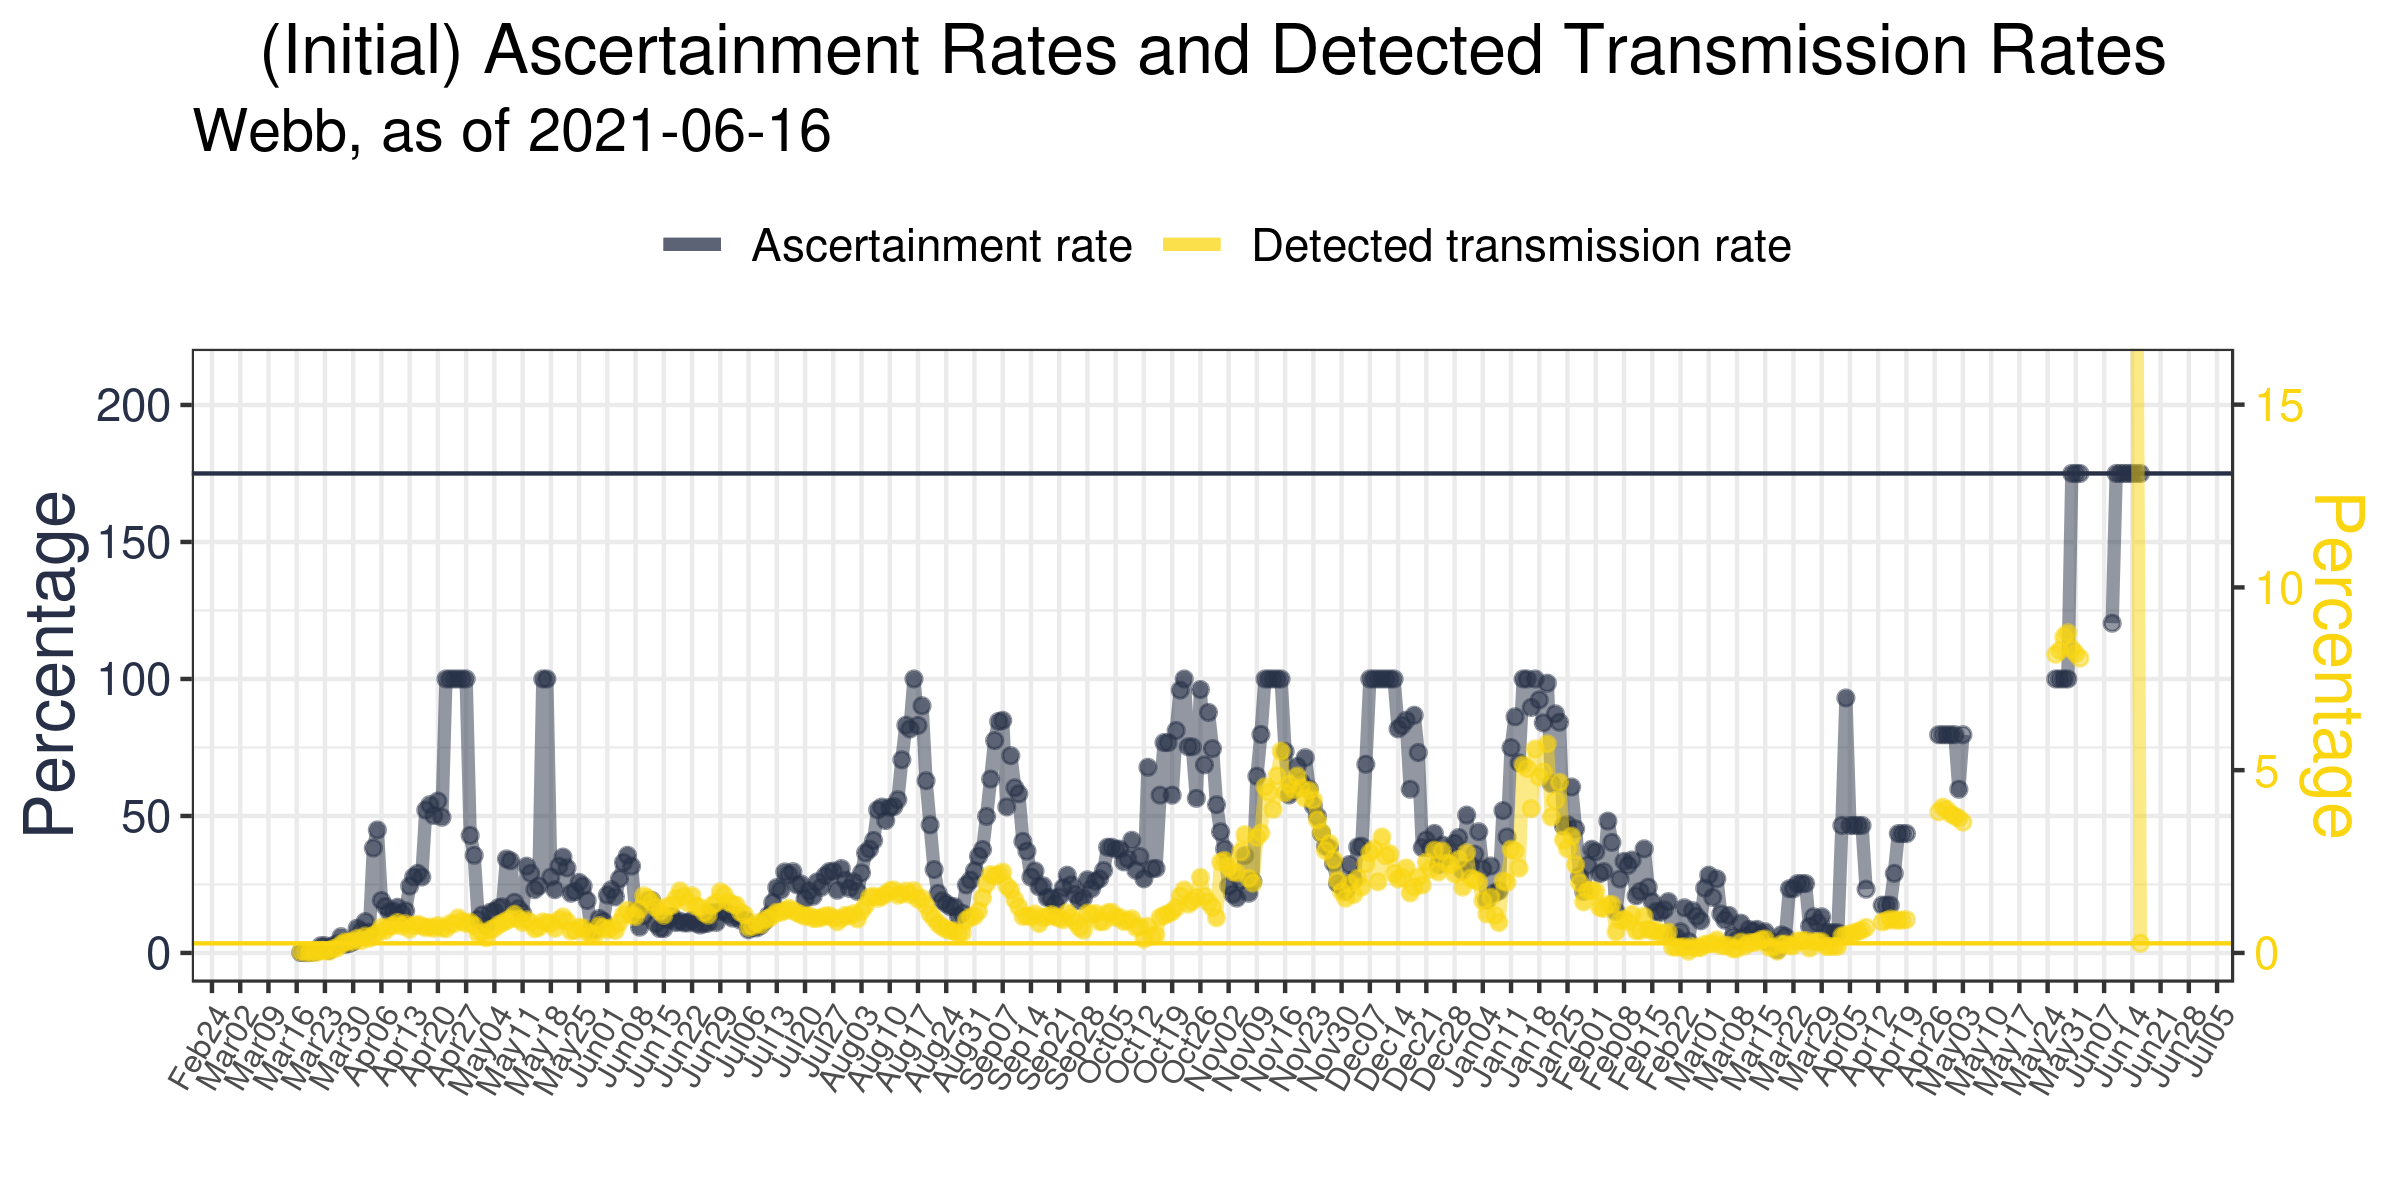 (Initial) Ascertainment Rates and Detected Transmission Rates
Webb, as of 2021-06-16
Ascertainment rate Detected transmission rate
Percentage
200
150
100
50
0
15
10
5
0
Percentage
Feb24 Mar02 Mar09 Mar16 Mar23 Mar30 Apr06 Apr13 Apr20 Apr27 May04 May11 May18 May25 Jun01 Jun08 Jun15 Jun22 Jun29 Jul06 Jul13 Jul20 Jul27 Aug03 Aug10 Aug17 Aug24 Aug31 Sep07 Sep14 Sep21 Sep28 Oct05 Oct12 Oct19 Oct26 Nov02 Nov09 Nov16 Nov23 Nov30 Dec07 Dec14 Dec21 Dec28 Jan04 Jan11 Jan18 Jan25 Feb01 Feb08 Feb15 Feb22 Mar01 Mar08 Mar15 Mar22 Mar29 Apr05 Apr12 Apr19 Apr26 May03 May10 May17 May24 May31 Jun07 Jun14 Jun21 Jun28 Jul05